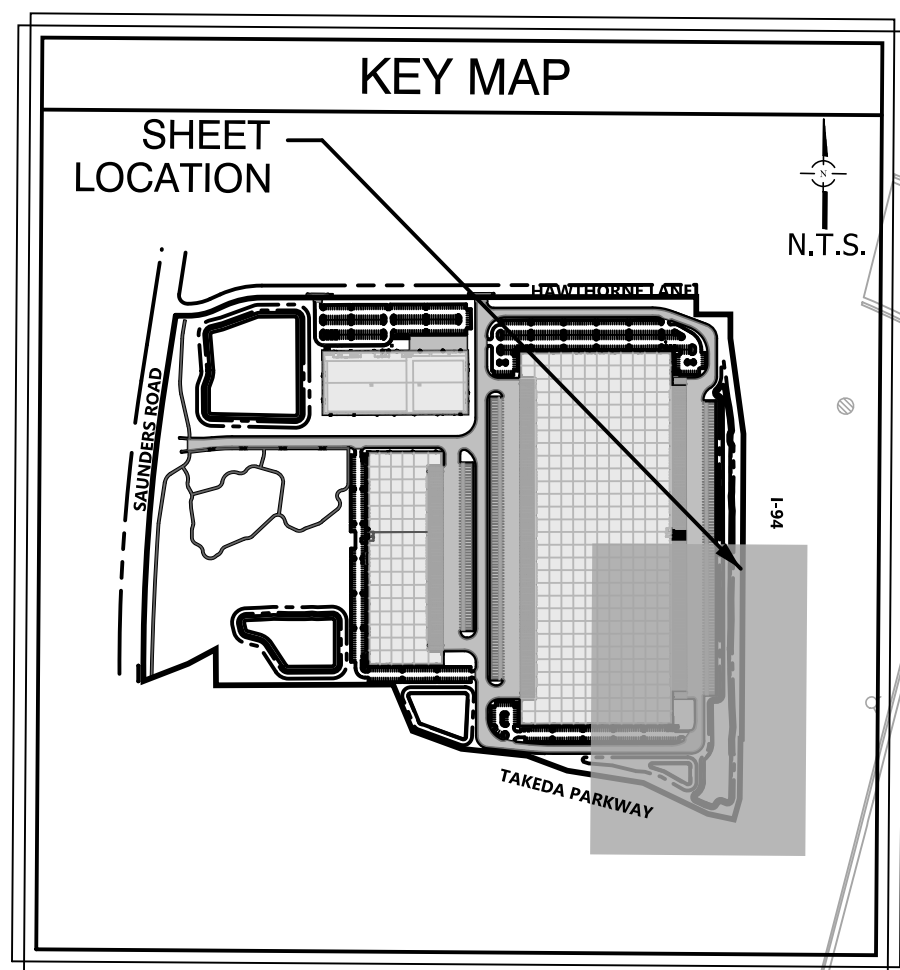 KEY MAP
SHEET
LOCATION
N
N.T.S.
HAWTHORNE LANE
SAUNDERS ROAD
I-94
TAKEDA PARKWAY